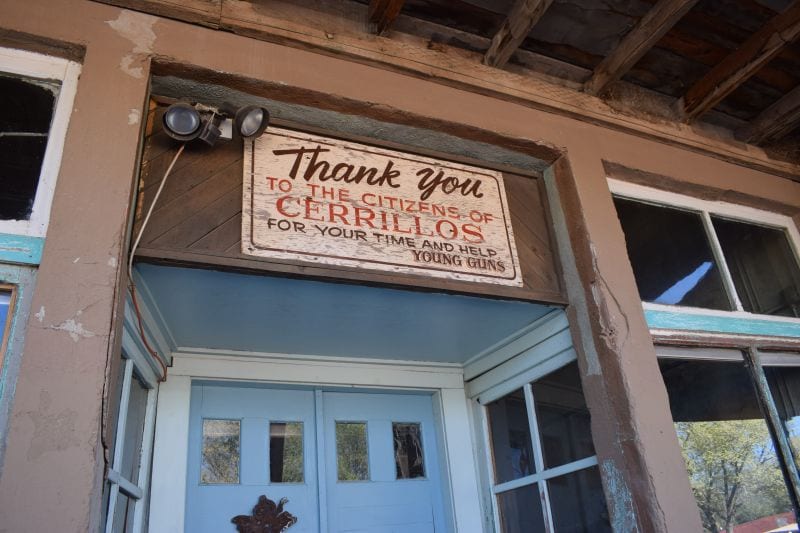 Thank You
TO THE CITIZENS OF
CERRILLOS
FOR YOUR TIME AND HELP
YOUNG GUNS